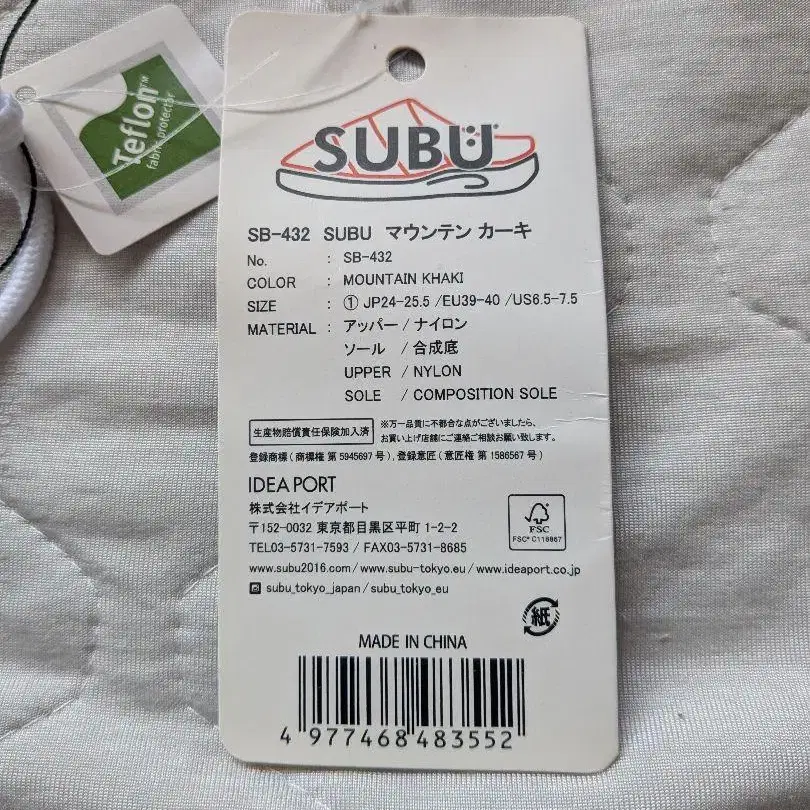 Teflon™
fabric protector
SUBU
SB-432 SUBU マウンテン カーキ
No. : SB-432
COLOR : MOUNTAIN KHAKI
SIZE : ① JP24-25.5 /EU39-40 /US6.5-7.5
MATERIAL : アッパー / ナイロン
ソール / 合成底
UPPER / NYLON
SOLE / COMPOSITION SOLE
生産物賠償責任保険加入済
※万一品質に不都合な点がございましたら、
お買い上げ店舗にご連絡ご相談お願い致します。
登録商標（商標権 第 5945697 号）, 登録意匠（意匠権 第 1586567 号）
IDEA PORT
株式会社イデアポート
〒152-0032 東京都目黒区平町 1-2-2
TEL03-5731-7593 / FAX03-5731-8685
FSC
FSC® C118867
www.subu2016.com / www.subu-tokyo.eu / www.ideaport.co.jp
subu_tokyo_japan / subu_tokyo_eu
紙
MADE IN CHINA
4 977468 483552